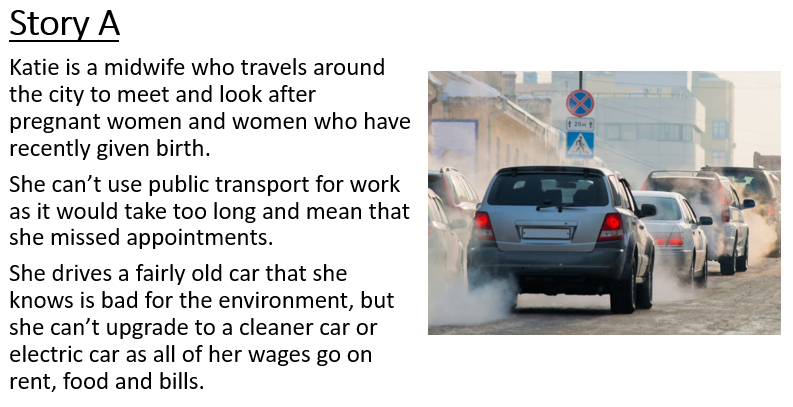 Story A
Katie is a midwife who travels around
the city to meet and look after
pregnant women and women who have
recently given birth.
She can’t use public transport for work
as it would take too long and mean that
she missed appointments.
She drives a fairly old car that she
knows is bad for the environment, but
she can’t upgrade to a cleaner car or
electric car as all of her wages go on
rent, food and bills.